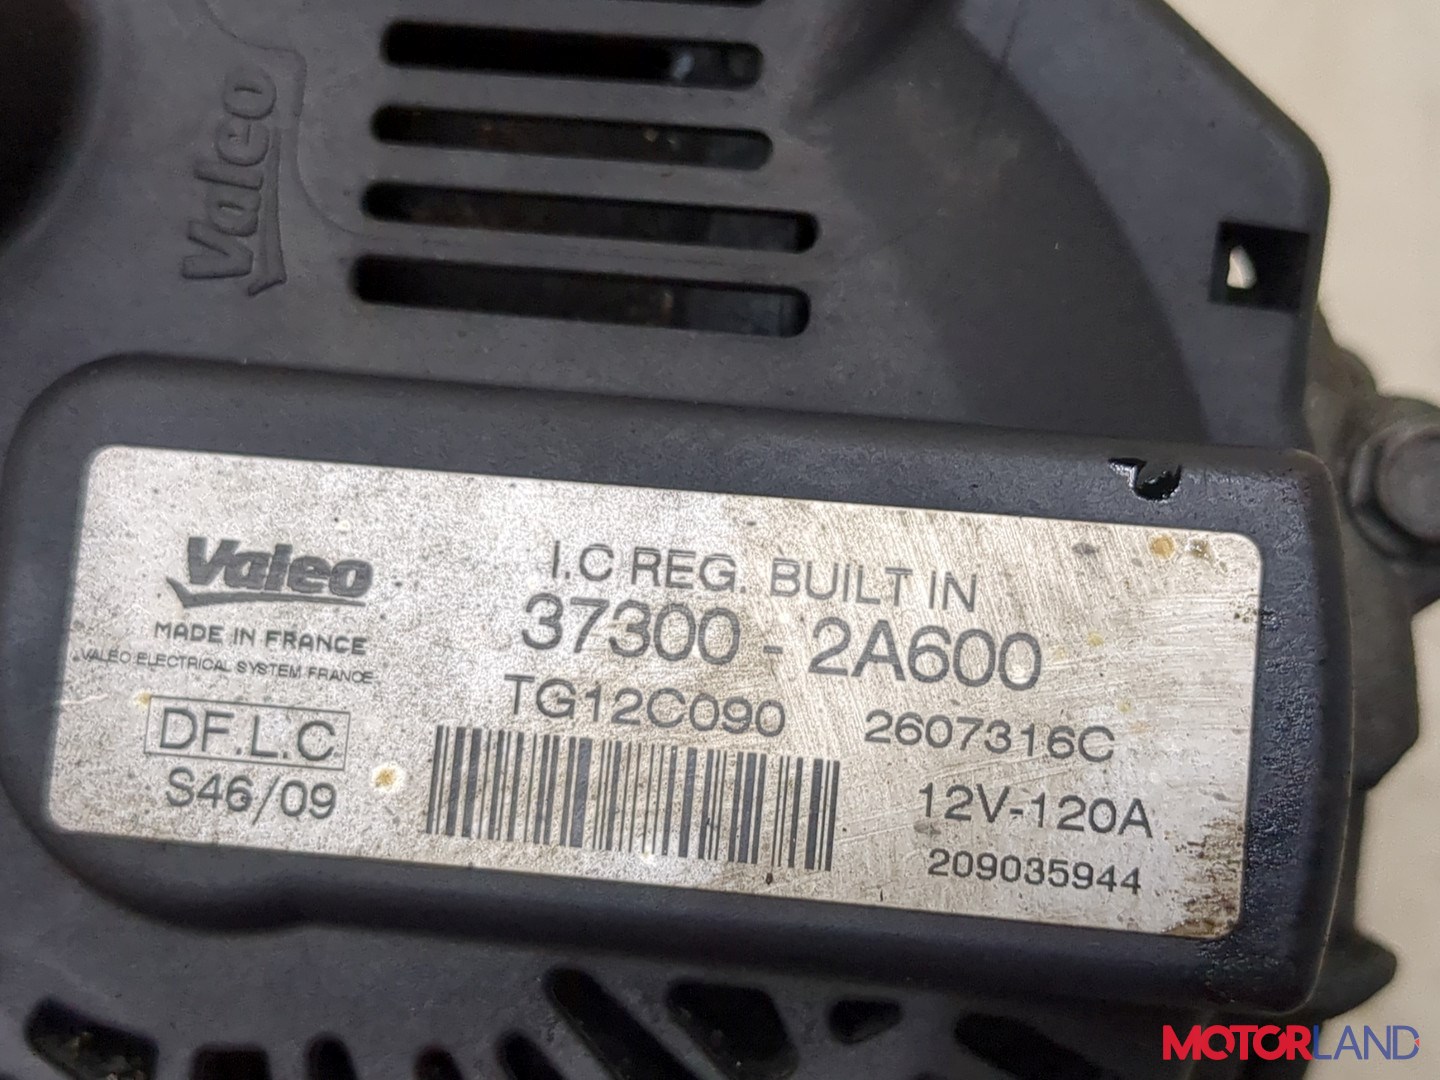 Valeo
Valeo
MADE IN FRANCE
VALEO ELECTRICAL SYSTEM FRANCE
DF.L.C
S46/09
I.C REG. BUILT IN
37300-2A600
TG12C090 2607316C
12V-120A
209035944
MOTORLAND